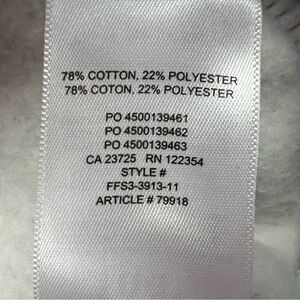 78% COTTON, 22% POLYESTER
78% COTON, 22% POLYESTER
PO 4500139461
PO 4500139462
PO 4500139463
CA 23725 RN 122354
STYLE #
FFS3-3913-11
ARTICLE # 79918